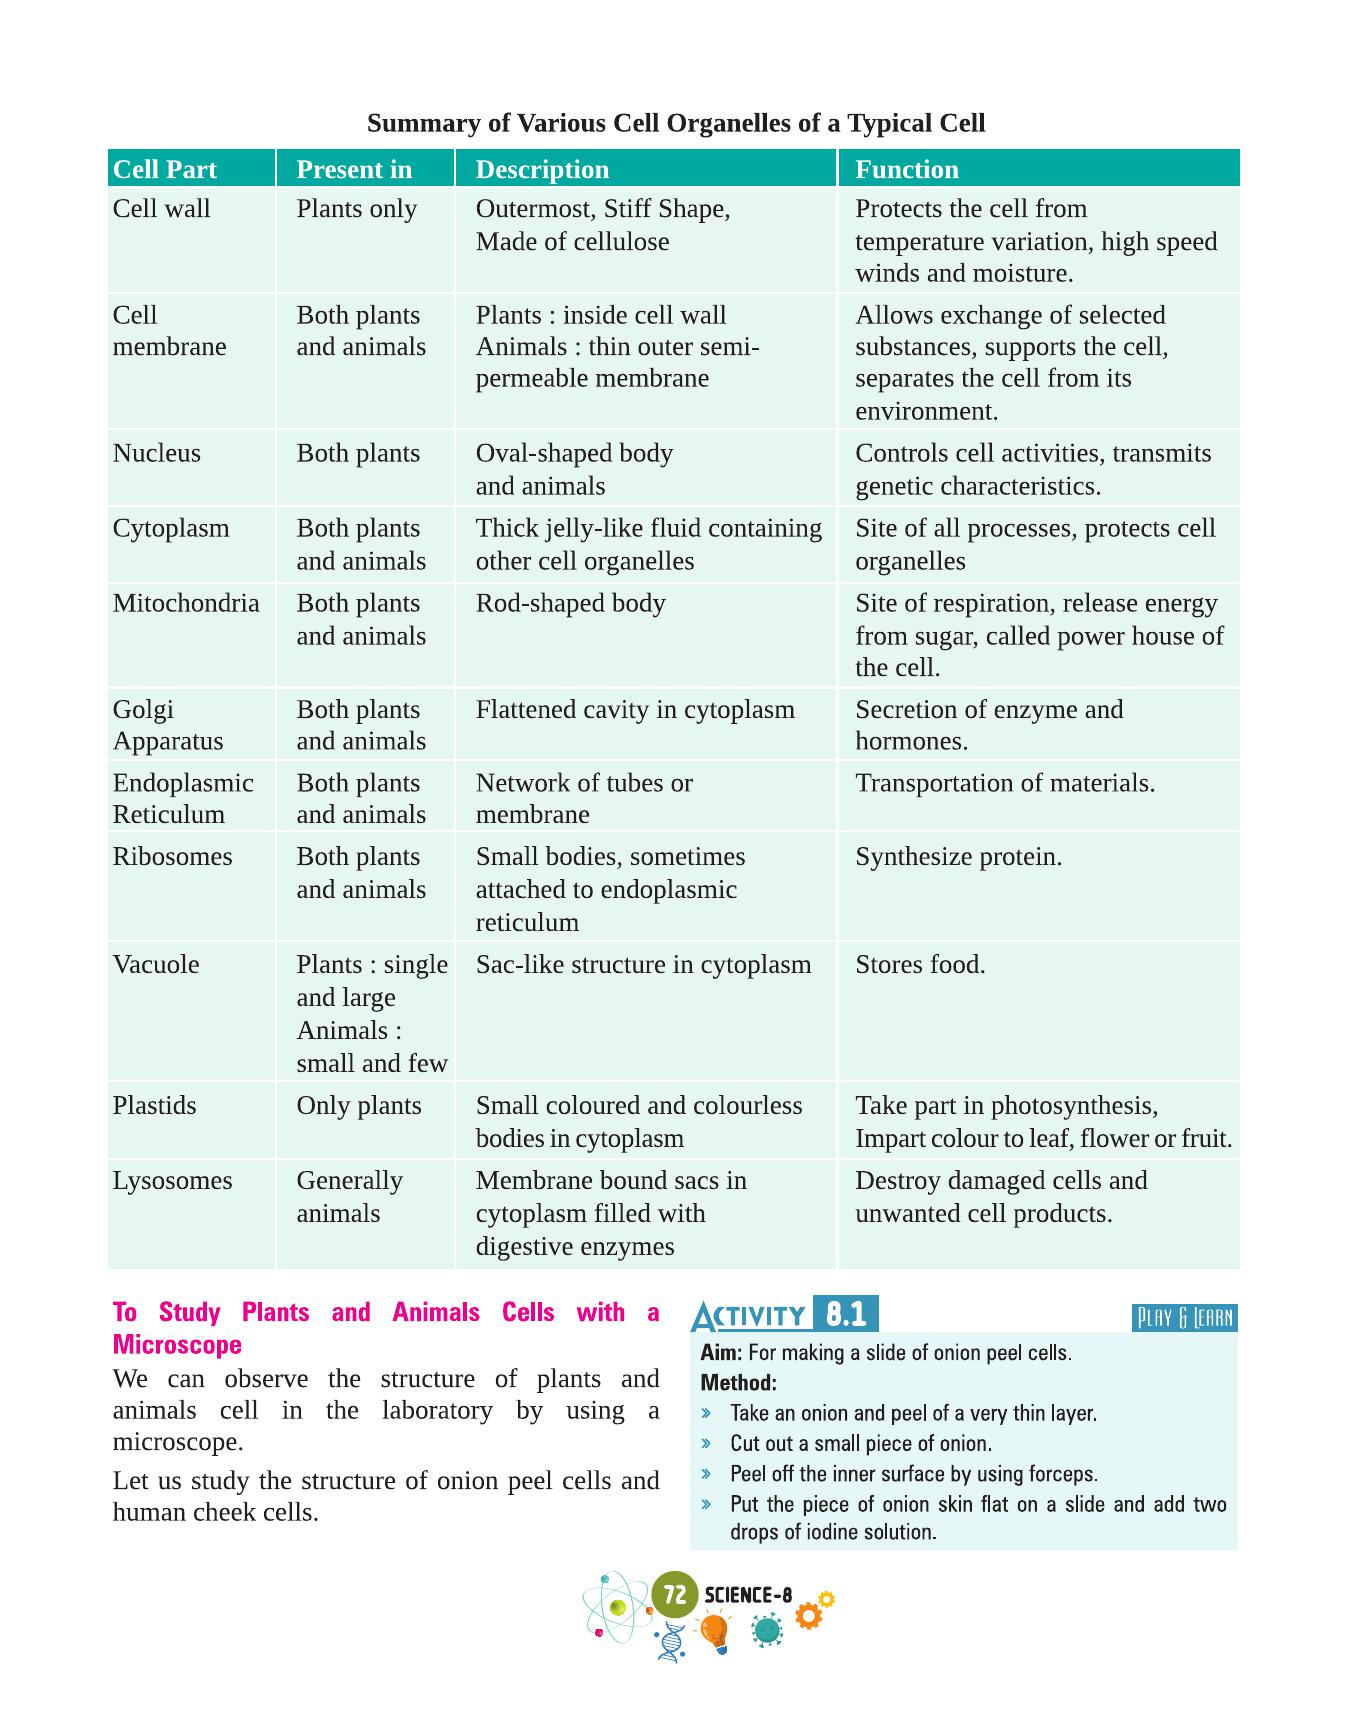 Summary of Various Cell Organelles of a Typical Cell
Cell Part Present in Description Function
Cell wall Plants only Outermost, Stiff Shape, Protects the cell from
Made of cellulose temperature variation, high speed
winds and moisture.
Cell Both plants Plants : inside cell wall Allows exchange of selected
membrane and animals Animals : thin outer semi- substances, supports the cell,
permeable membrane separates the cell from its
environment.
Nucleus Both plants Oval-shaped body Controls cell activities, transmits
and animals genetic characteristics.
Cytoplasm Both plants Thick jelly-like fluid containing Site of all processes, protects cell
and animals other cell organelles organelles
Mitochondria Both plants Rod-shaped body Site of respiration, release energy
and animals from sugar, called power house of
the cell.
Golgi Both plants Flattened cavity in cytoplasm Secretion of enzyme and
Apparatus and animals hormones.
Endoplasmic Both plants Network of tubes or Transportation of materials.
Reticulum and animals membrane
Ribosomes Both plants Small bodies, sometimes Synthesize protein.
and animals attached to endoplasmic
reticulum
Vacuole Plants : single Sac-like structure in cytoplasm Stores food.
and large
Animals :
small and few
Plastids Only plants Small coloured and colourless Take part in photosynthesis,
bodies in cytoplasm Impart colour to leaf, flower or fruit.
Lysosomes Generally Membrane bound sacs in Destroy damaged cells and
animals cytoplasm filled with unwanted cell products.
digestive enzymes
To Study Plants and Animals Cells with a
Microscope
We can observe the structure of plants and
animals cell in the laboratory by using a
microscope.
Let us study the structure of onion peel cells and
human cheek cells.
ACTIVITY 8.1 PLAY & LEARN
Aim: For making a slide of onion peel cells.
Method:
» Take an onion and peel of a very thin layer.
» Cut out a small piece of onion.
» Peel off the inner surface by using forceps.
» Put the piece of onion skin flat on a slide and add two
drops of iodine solution.
72 SCIENCE-8